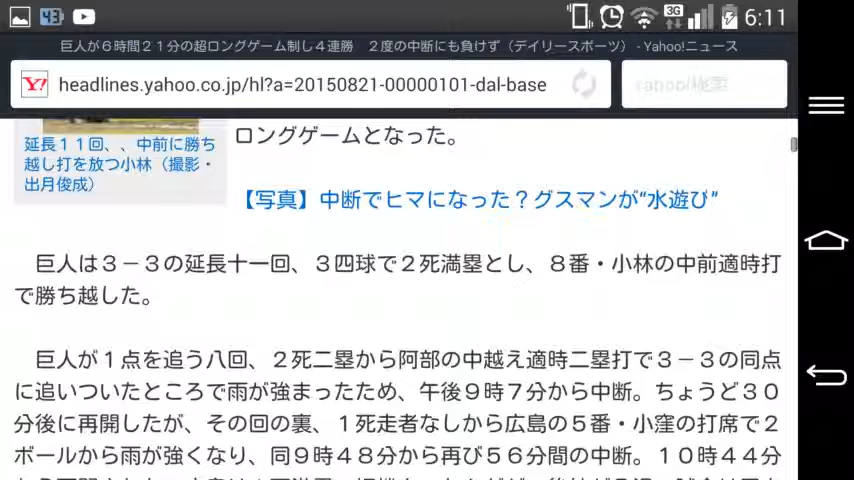 43
3G
6:11
巨人が6時間21分の超ロングゲーム制し4連勝　2度の中断にも負けず（デイリースポーツ） - Yahoo!ニュース
Y! headlines.yahoo.co.jp/hl?a=20150821-00000101-dal-base
ロングゲームとなった。
延長１１回、、中前に勝ち
越し打を放つ小林（撮影・
出月俊成）
【写真】中断でヒマになった？グスマンが“水遊び”
巨人は３－３の延長十一回、３四球で２死満塁とし、８番・小林の中前適時打
で勝ち越した。
巨人が１点を追う八回、２死二塁から阿部の中越え適時二塁打で３－３の同点
に追いついたところで雨が強まったため、午後９時７分から中断。ちょうど３０
分後に再開したが、その回の裏、１死走者なしから広島の５番・小窪の打席で２
ボールから雨が強くなり、同９時４８分から再び５６分間の中断。１０時４４分